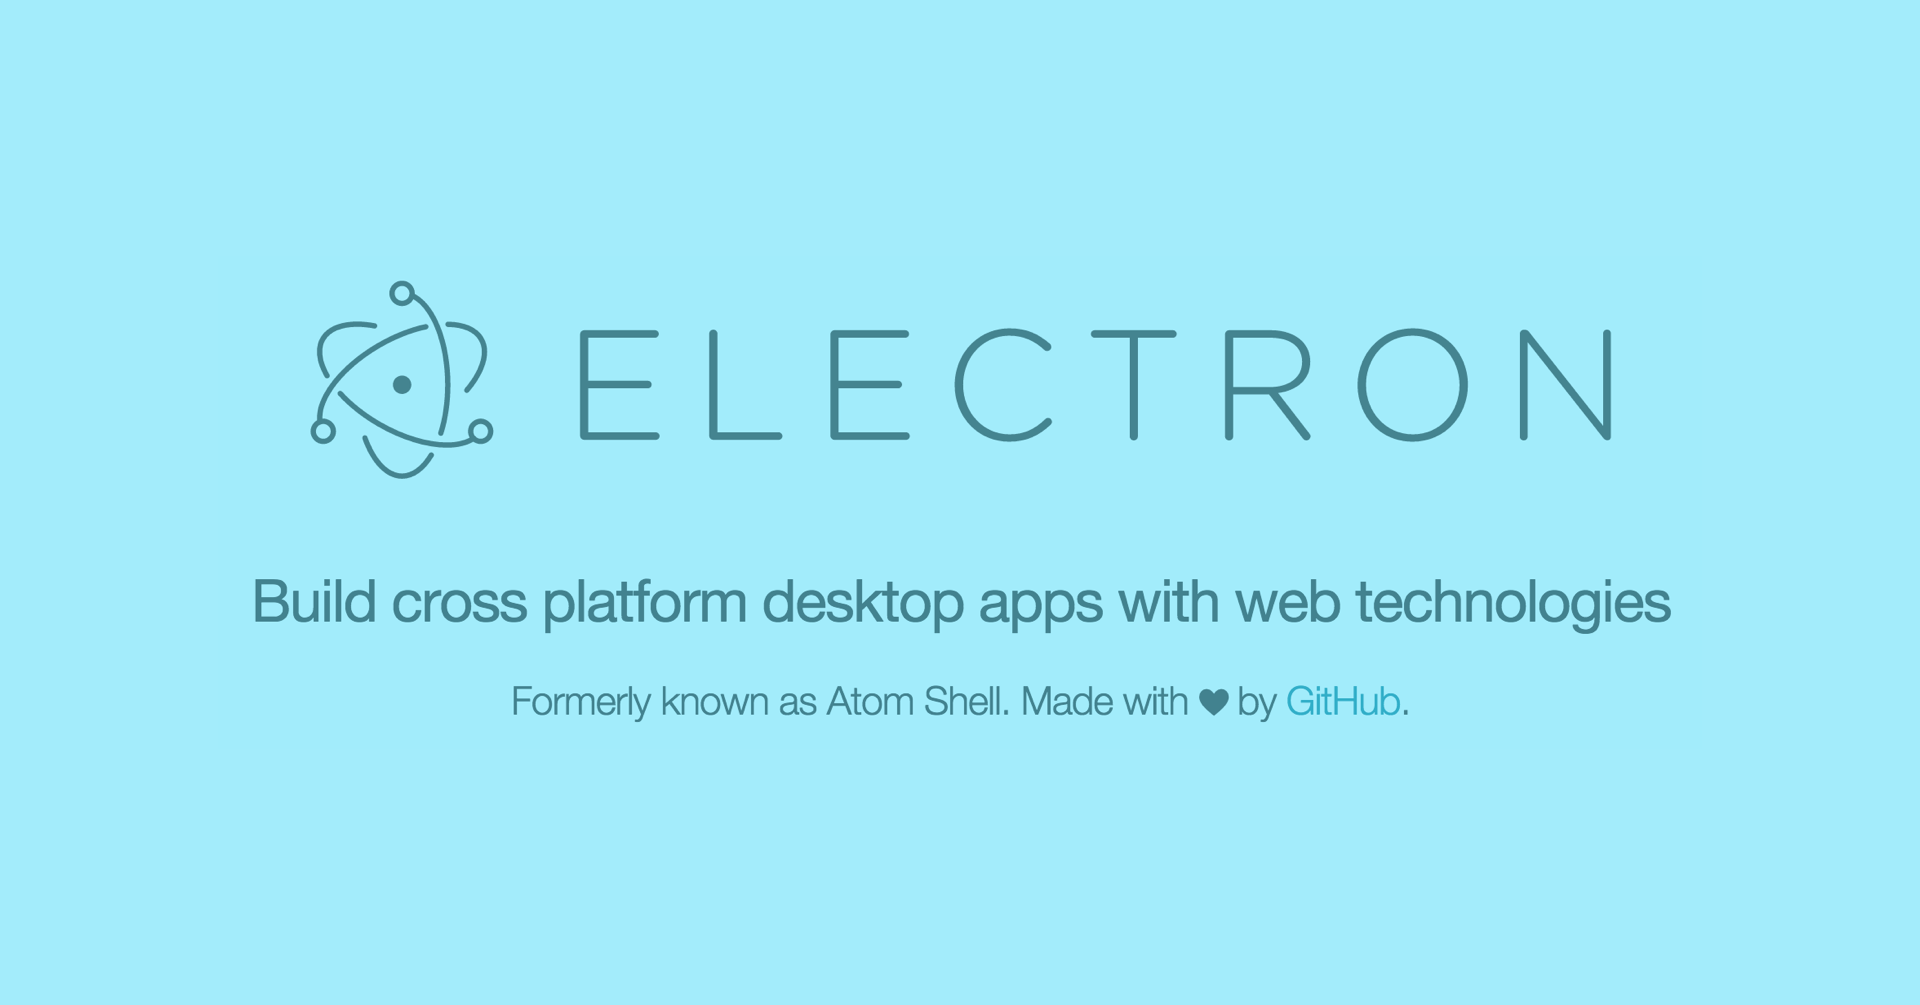 ELECTRON
Build cross platform desktop apps with web technologies
Formerly known as Atom Shell. Made with ♥ by GitHub.